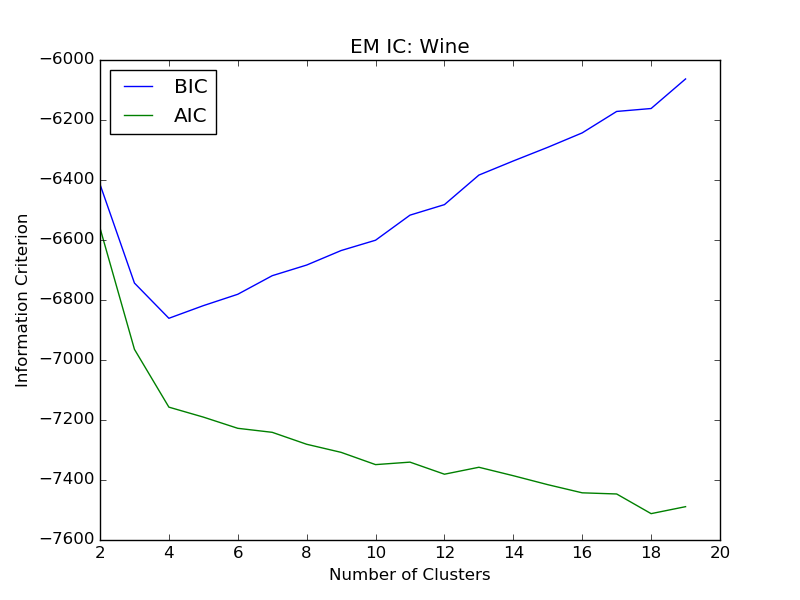 EM IC: Wine
BIC
AIC
−6000
−6200
−6400
−6600
−6800
−7000
−7200
−7400
−7600
Information Criterion
2 4 6 8 10 12 14 16 18 20
Number of Clusters